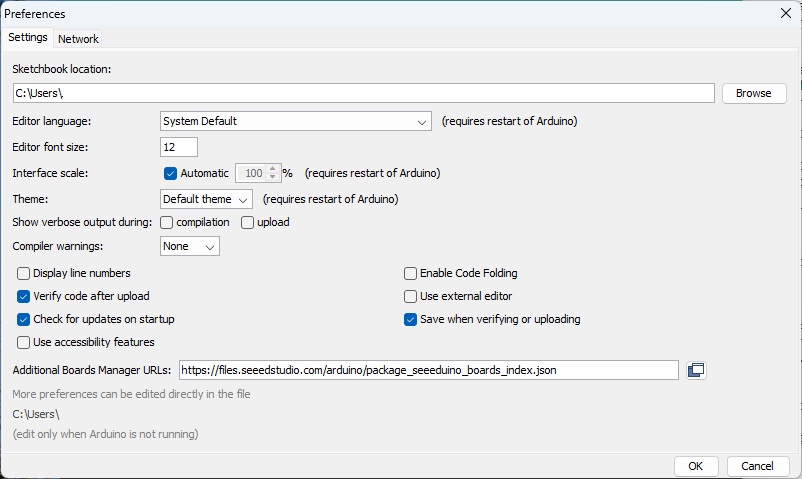 Preferences
Settings Network
Sketchbook location:
C:\Users\, Browse
Editor language: System Default (requires restart of Arduino)
Editor font size: 12
Interface scale: Automatic 100 % (requires restart of Arduino)
Theme: Default theme (requires restart of Arduino)
Show verbose output during: compilation upload
Compiler warnings: None
Display line numbers Enable Code Folding
Verify code after upload Use external editor
Check for updates on startup Save when verifying or uploading
Use accessibility features
Additional Boards Manager URLs: https://files.seeedstudio.com/arduino/package_seeeduino_boards_index.json
More preferences can be edited directly in the file
C:\Users\
(edit only when Arduino is not running)
OK Cancel